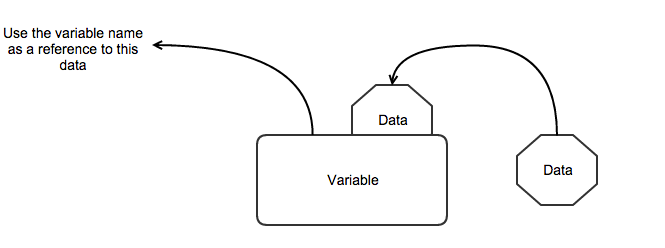 Use the variable name
as a reference to this
data
Data
Variable
Data